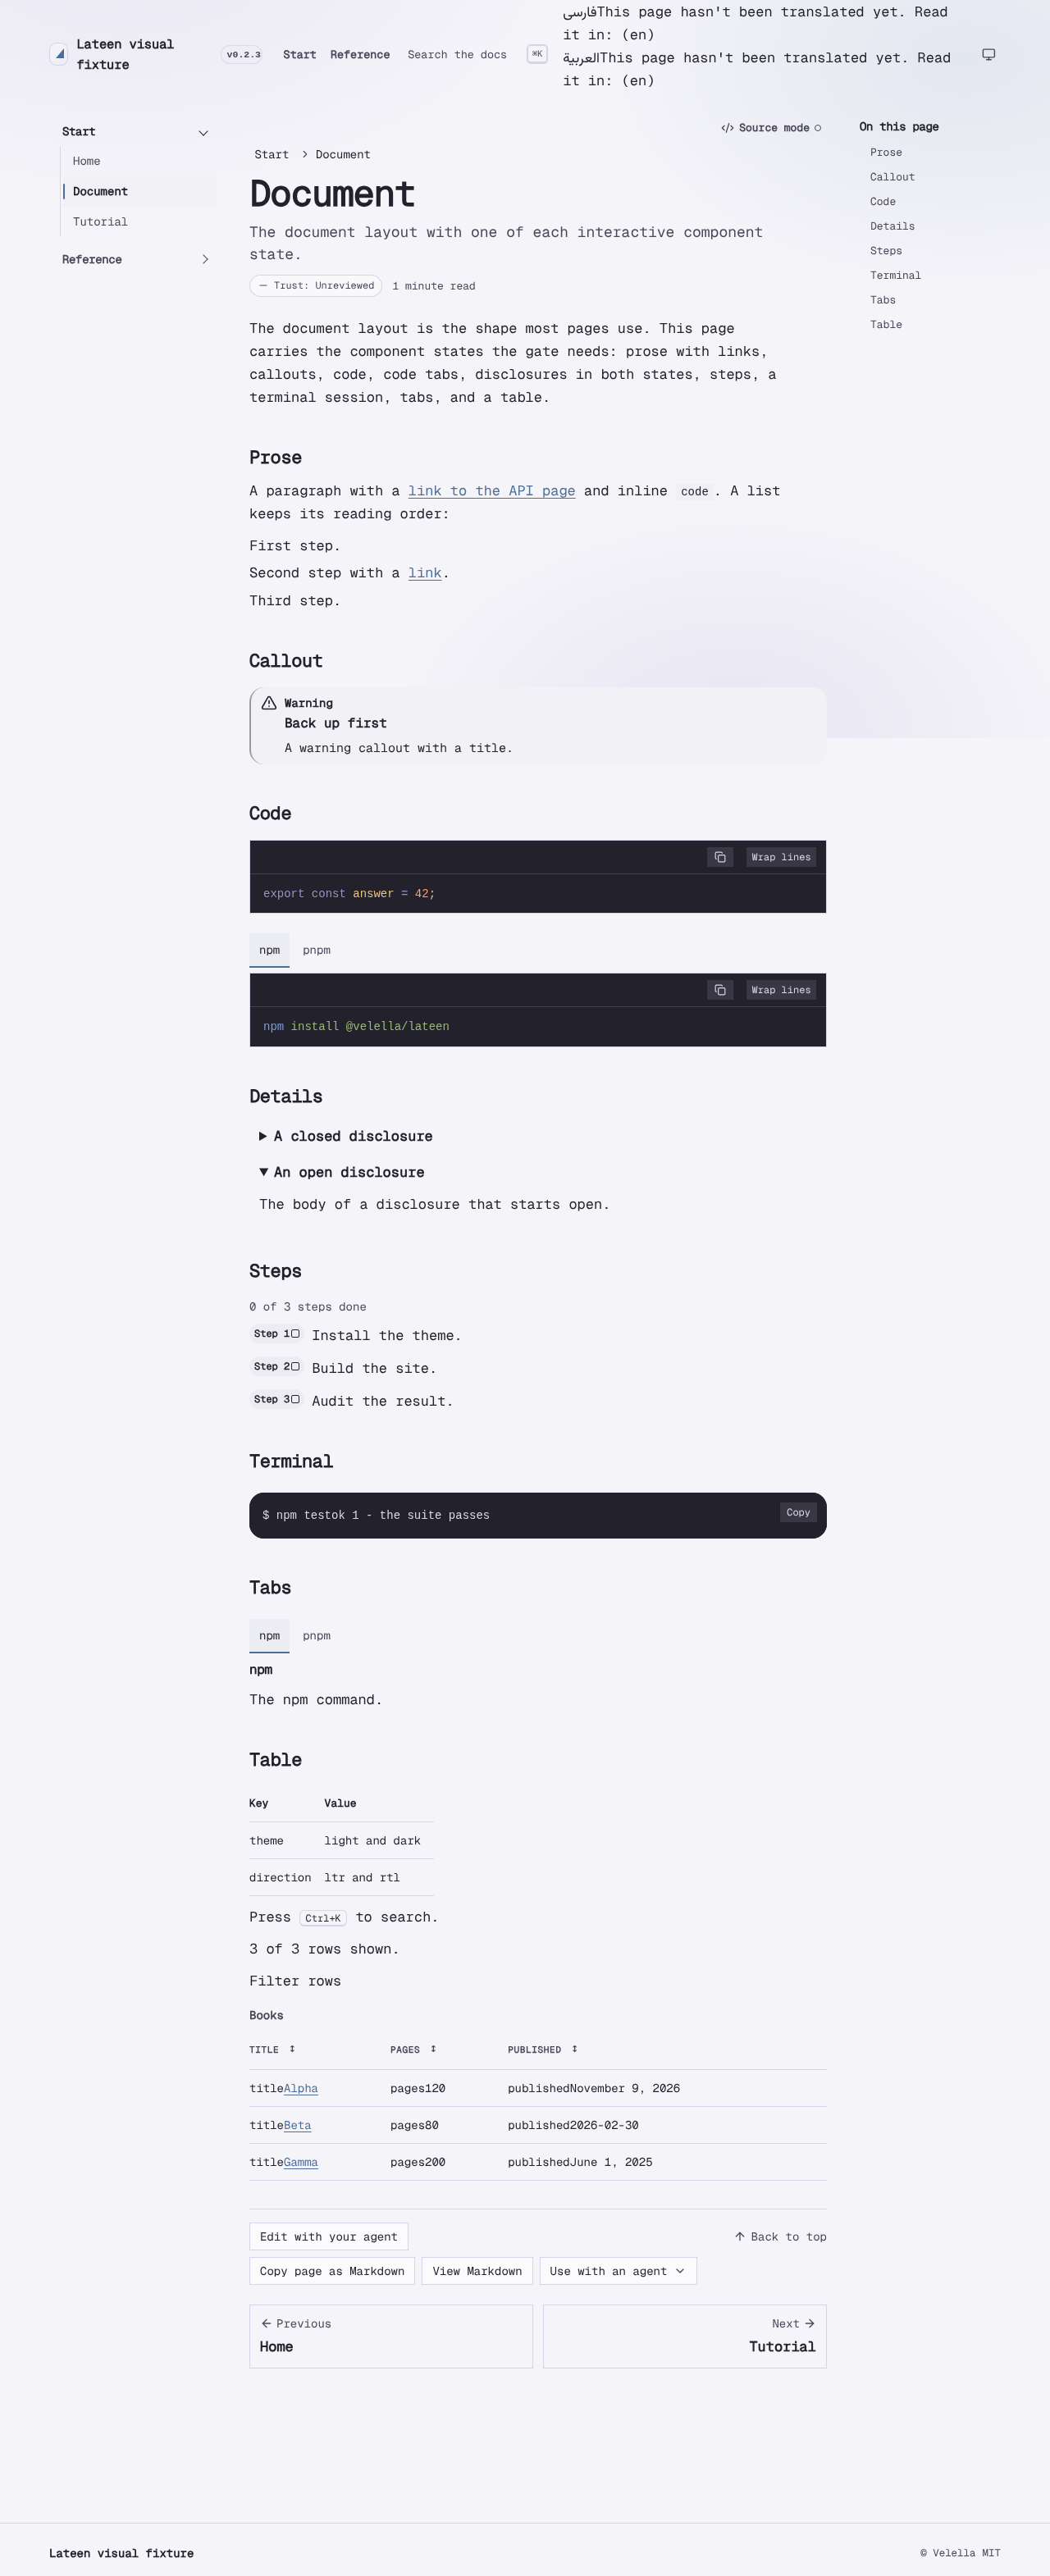 Lateen visual
fixture
v0.2.3
Start
Reference
Search the docs
⌘K
فارسیThis page hasn't been translated yet. Read
it in: (en)
العربيةThis page hasn't been translated yet. Read
it in: (en)
Start
Home
Document
Tutorial
Reference
Source mode
Start > Document
Document
The document layout with one of each interactive component
state.
— Trust: Unreviewed
1 minute read
The document layout is the shape most pages use. This page
carries the component states the gate needs: prose with links,
callouts, code, code tabs, disclosures in both states, steps, a
terminal session, tabs, and a table.
Prose
A paragraph with a link to the API page and inline code. A list
keeps its reading order:
First step.
Second step with a link.
Third step.
Callout
Warning
Back up first
A warning callout with a title.
Code
Wrap lines
export const answer = 42;
npm
pnpm
Wrap lines
npm install @velella/lateen
Details
A closed disclosure
An open disclosure
The body of a disclosure that starts open.
Steps
0 of 3 steps done
Step 1 Install the theme.
Step 2 Build the site.
Step 3 Audit the result.
Terminal
$ npm testok 1 - the suite passes
Copy
Tabs
npm
pnpm
npm
The npm command.
Table
Key Value
theme light and dark
direction ltr and rtl
Press Ctrl+K to search.
3 of 3 rows shown.
Filter rows
Books
TITLE ↕ PAGES ↕ PUBLISHED ↕
titleAlpha pages120 publishedNovember 9, 2026
titleBeta pages80 published2026-02-30
titleGamma pages200 publishedJune 1, 2025
Edit with your agent
↑ Back to top
Copy page as Markdown
View Markdown
Use with an agent
← Previous
Home
Next →
Tutorial
On this page
Prose
Callout
Code
Details
Steps
Terminal
Tabs
Table
Lateen visual fixture
© Velella MIT